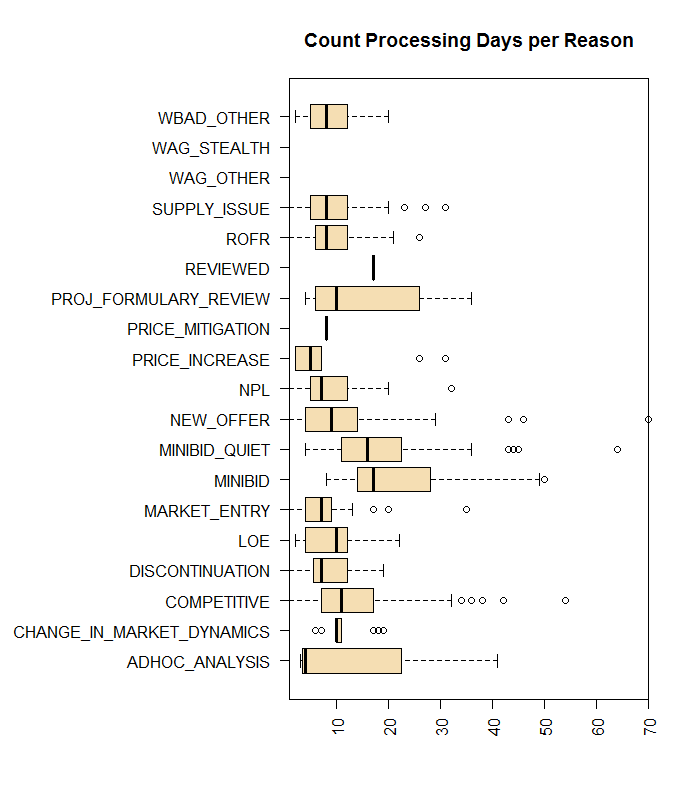 Count Processing Days per Reason
WBAD_OTHER
WAG_STEALTH
WAG_OTHER
SUPPLY_ISSUE
ROFR
REVIEWED
PROJ_FORMULARY_REVIEW
PRICE_MITIGATION
PRICE_INCREASE
NPL
NEW_OFFER
MINIBID_QUIET
MINIBID
MARKET_ENTRY
LOE
DISCONTINUATION
COMPETITIVE
CHANGE_IN_MARKET_DYNAMICS
ADHOC_ANALYSIS
10 20 30 40 50 60 70